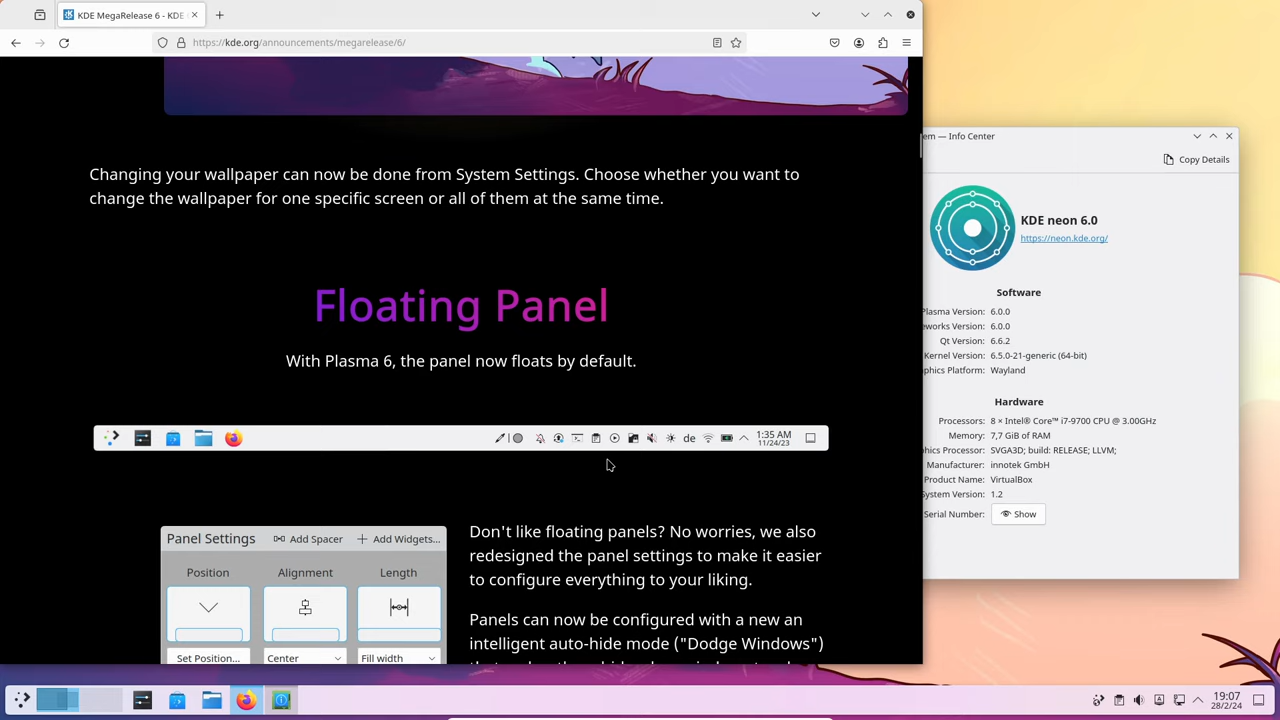 KDE MegaRelease 6 - KDE
https://kde.org/announcements/megarelease/6/
Changing your wallpaper can now be done from System Settings. Choose whether you want to
change the wallpaper for one specific screen or all of them at the same time.
Floating Panel
With Plasma 6, the panel now floats by default.
de
1:35 AM
11/24/23
Panel Settings
Add Spacer
Add Widgets...
Position
Alignment
Length
Set Position...
Center
Fill width
Don't like floating panels? No worries, we also
redesigned the panel settings to make it easier
to configure everything to your liking.
Panels can now be configured with a new an
intelligent auto-hide mode ("Dodge Windows")
— Info Center
Copy Details
KDE neon 6.0
https://neon.kde.org/
Software
Plasma Version: 6.0.0
Version: 6.0.0
Qt Version: 6.6.2
Kernel Version: 6.5.0-21-generic (64-bit)
Platform: Wayland
Hardware
Processors: 8 × Intel® Core™ i7-9700 CPU @ 3.00GHz
Memory: 7,7 GiB of RAM
Processor: SVGA3D; build: RELEASE; LLVM;
Manufacturer: innotek GmbH
Product Name: VirtualBox
Version: 1.2
Serial Number: Show
19:07
28/2/24